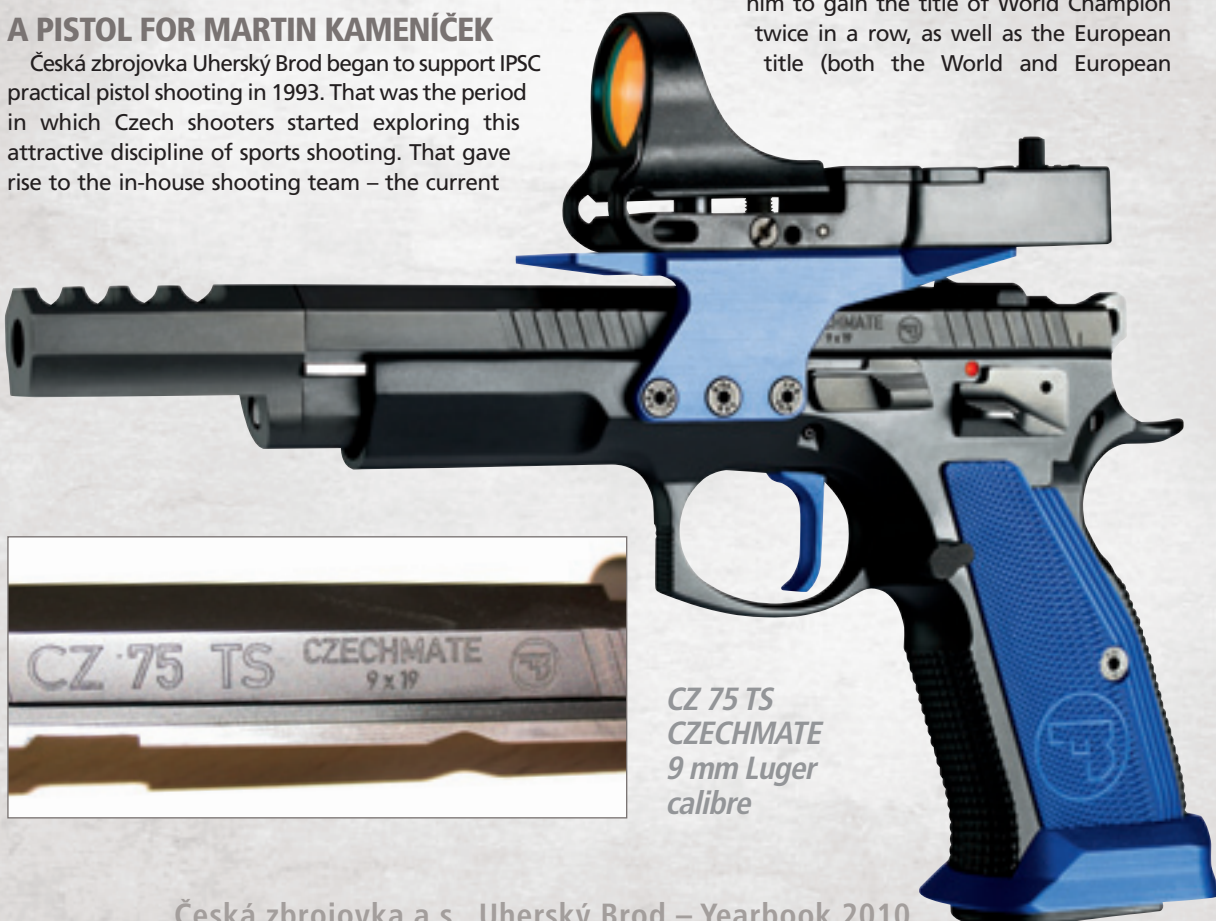 A PISTOL FOR MARTIN KAMENÍČEK
Česká zbrojovka Uherský Brod began to support IPSC
practical pistol shooting in 1993. That was the period
in which Czech shooters started exploring this
attractive discipline of sports shooting. That gave
rise to the in-house shooting team – the current
him to gain the title of World Champion
twice in a row, as well as the European
title (both the World and European
CZECHMATE
9 x 19
CZ 75 TS CZECHMATE
9 x 19
CZ 75 TS
CZECHMATE
9 mm Luger
calibre
Česká zbrojovka a.s., Uherský Brod – Yearbook 2010